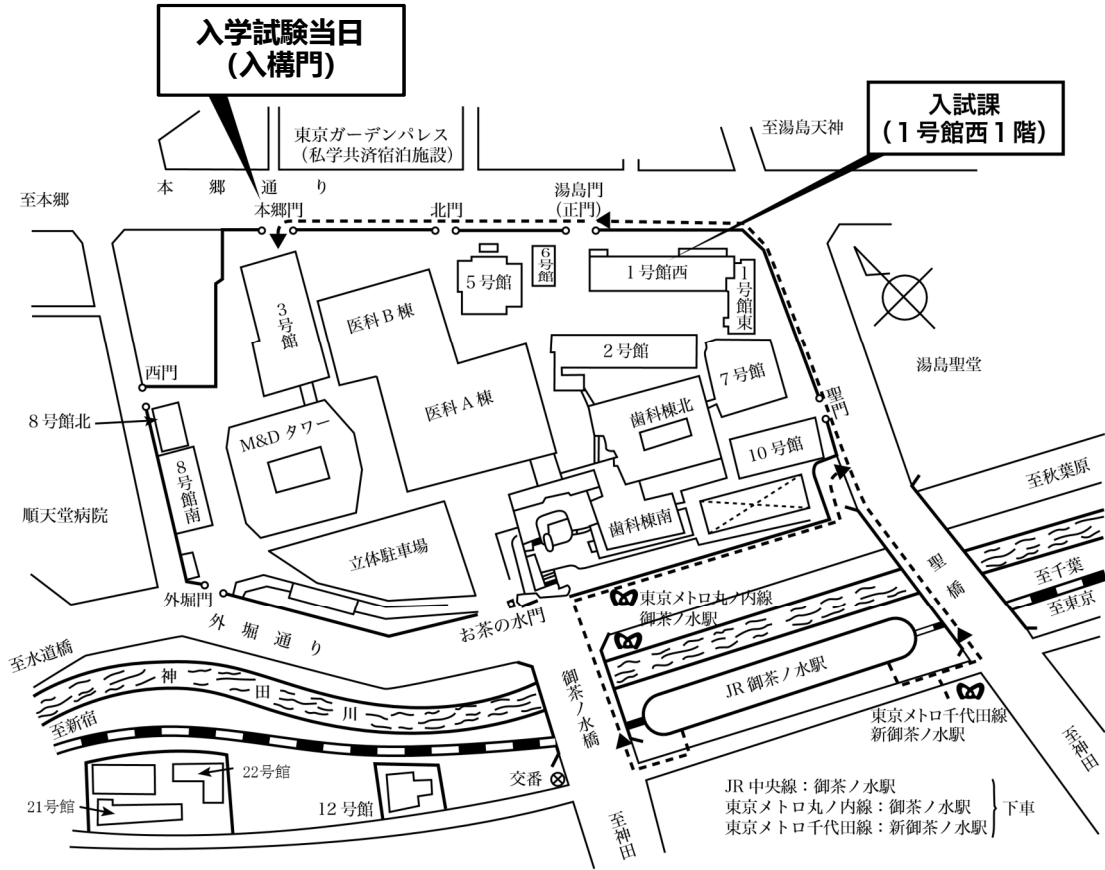 入学試験当日
(入構門)
入試課
(1号館西1階)
東京ガーデンパレス
(私学共済宿泊施設)
至湯島天神
至本郷
本郷通り
本郷門
北門
湯島門
(正門)
6号館
5号館
1号館西
1号館東
3号館
医科B棟
2号館
7号館
湯島聖堂
西門
医科A棟
歯科棟北
聖門
8号館北
M&Dタワー
10号館
8号館南
至秋葉原
順天堂病院
歯科棟南
立体駐車場
聖橋
至千葉
至東京
外堀門
東京メトロ丸ノ内線
御茶ノ水駅
お茶の水門
外堀通り
至水道橋
神田川
御茶ノ水橋
JR御茶ノ水駅
至新宿
東京メトロ千代田線
新御茶ノ水駅
至神田
22号館
21号館
12号館
交番
至神田
JR中央線:御茶ノ水駅
東京メトロ丸ノ内線:御茶ノ水駅
東京メトロ千代田線:新御茶ノ水駅
下車